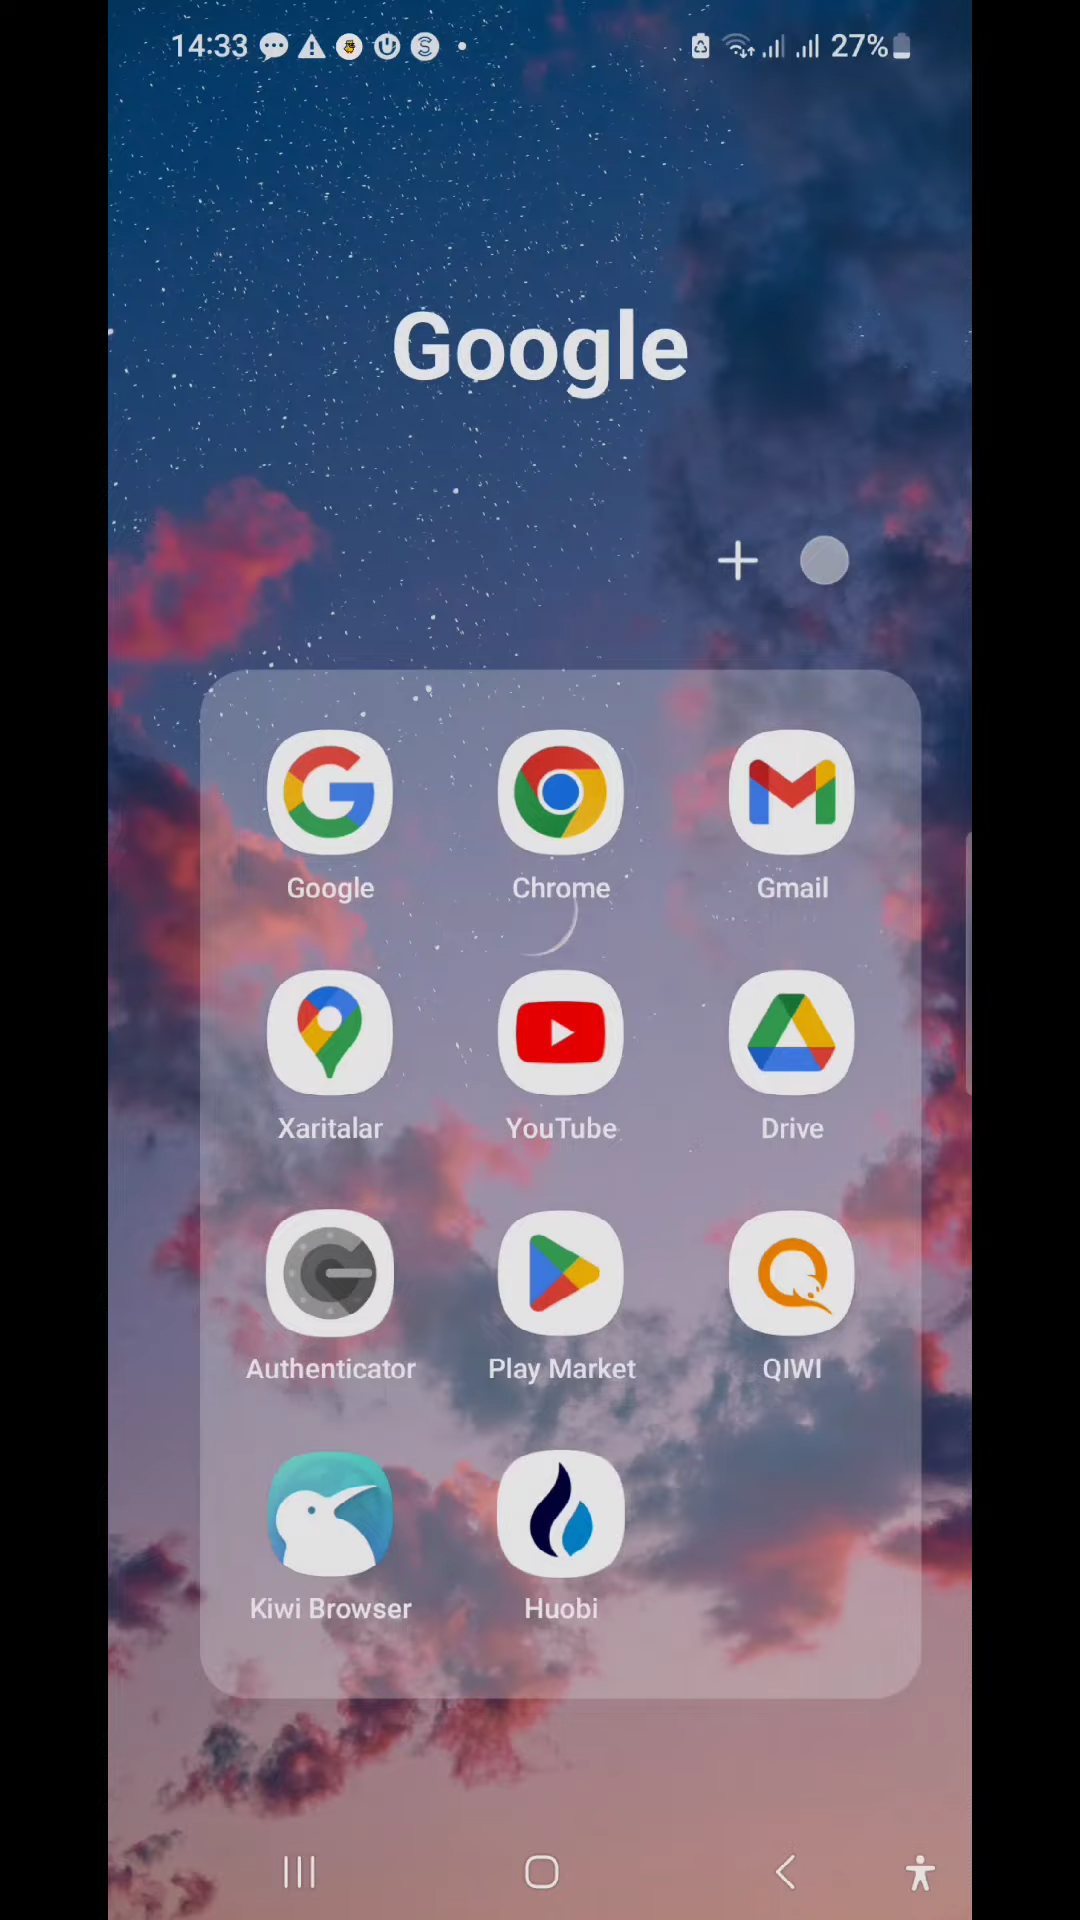 14:33 27%
Google
Google Chrome Gmail
Xaritalar YouTube Drive
Authenticator Play Market QIWI
Kiwi Browser Huobi